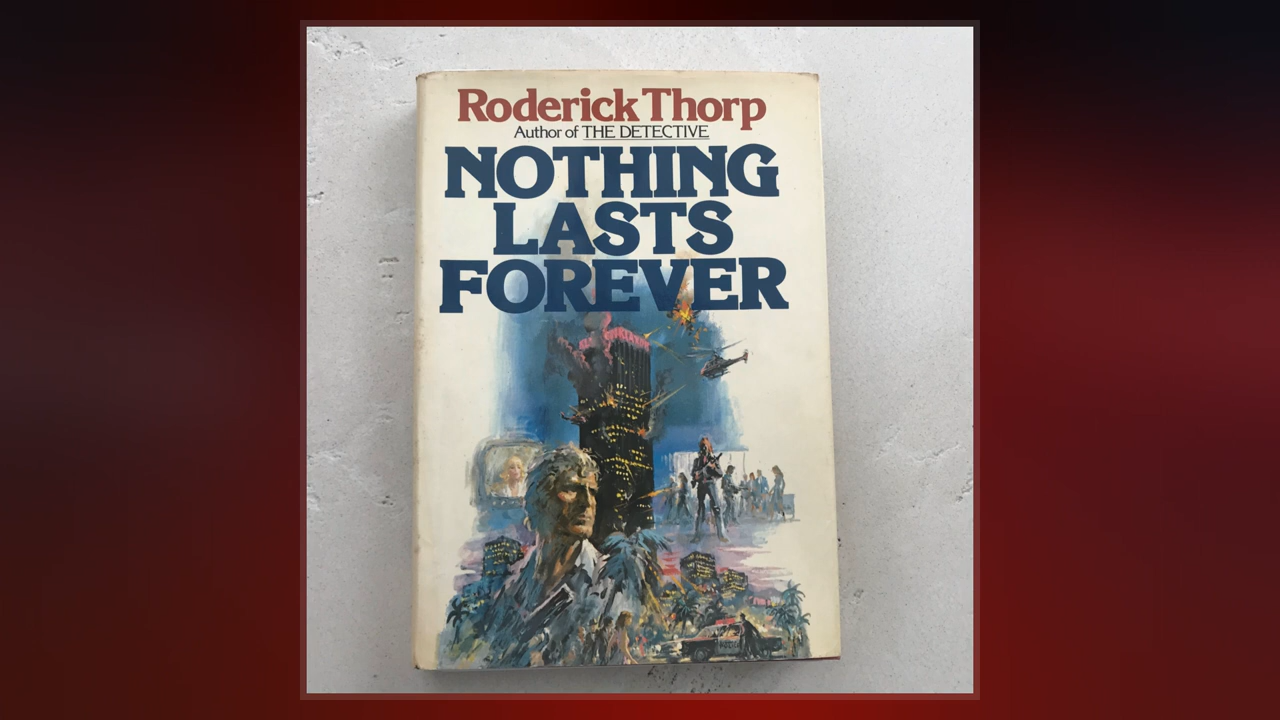 Roderick Thorp
Author of THE DETECTIVE
NOTHING
LASTS
FOREVER